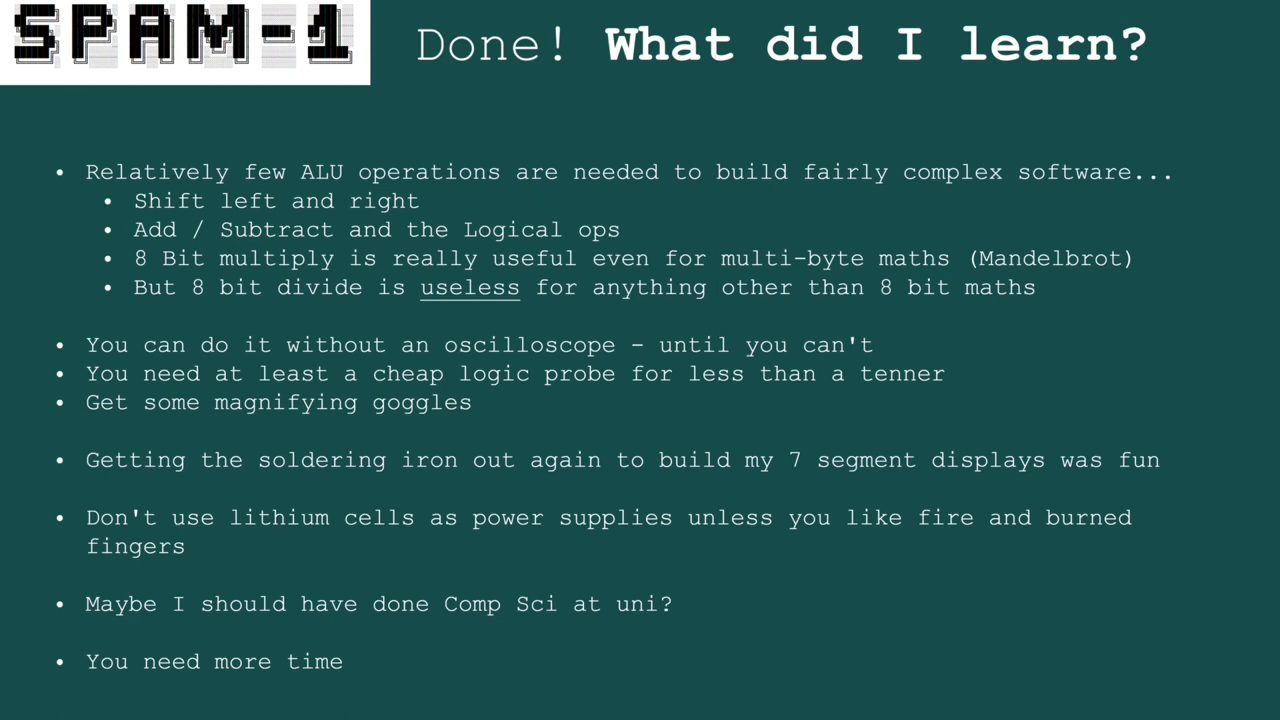 SPAM-1
Done! What did I learn?
• Relatively few ALU operations are needed to build fairly complex software...
• Shift left and right
• Add / Subtract and the Logical ops
• 8 Bit multiply is really useful even for multi-byte maths (Mandelbrot)
• But 8 bit divide is useless for anything other than 8 bit maths
• You can do it without an oscilloscope - until you can't
• You need at least a cheap logic probe for less than a tenner
• Get some magnifying goggles
• Getting the soldering iron out again to build my 7 segment displays was fun
• Don't use lithium cells as power supplies unless you like fire and burned
fingers
• Maybe I should have done Comp Sci at uni?
• You need more time